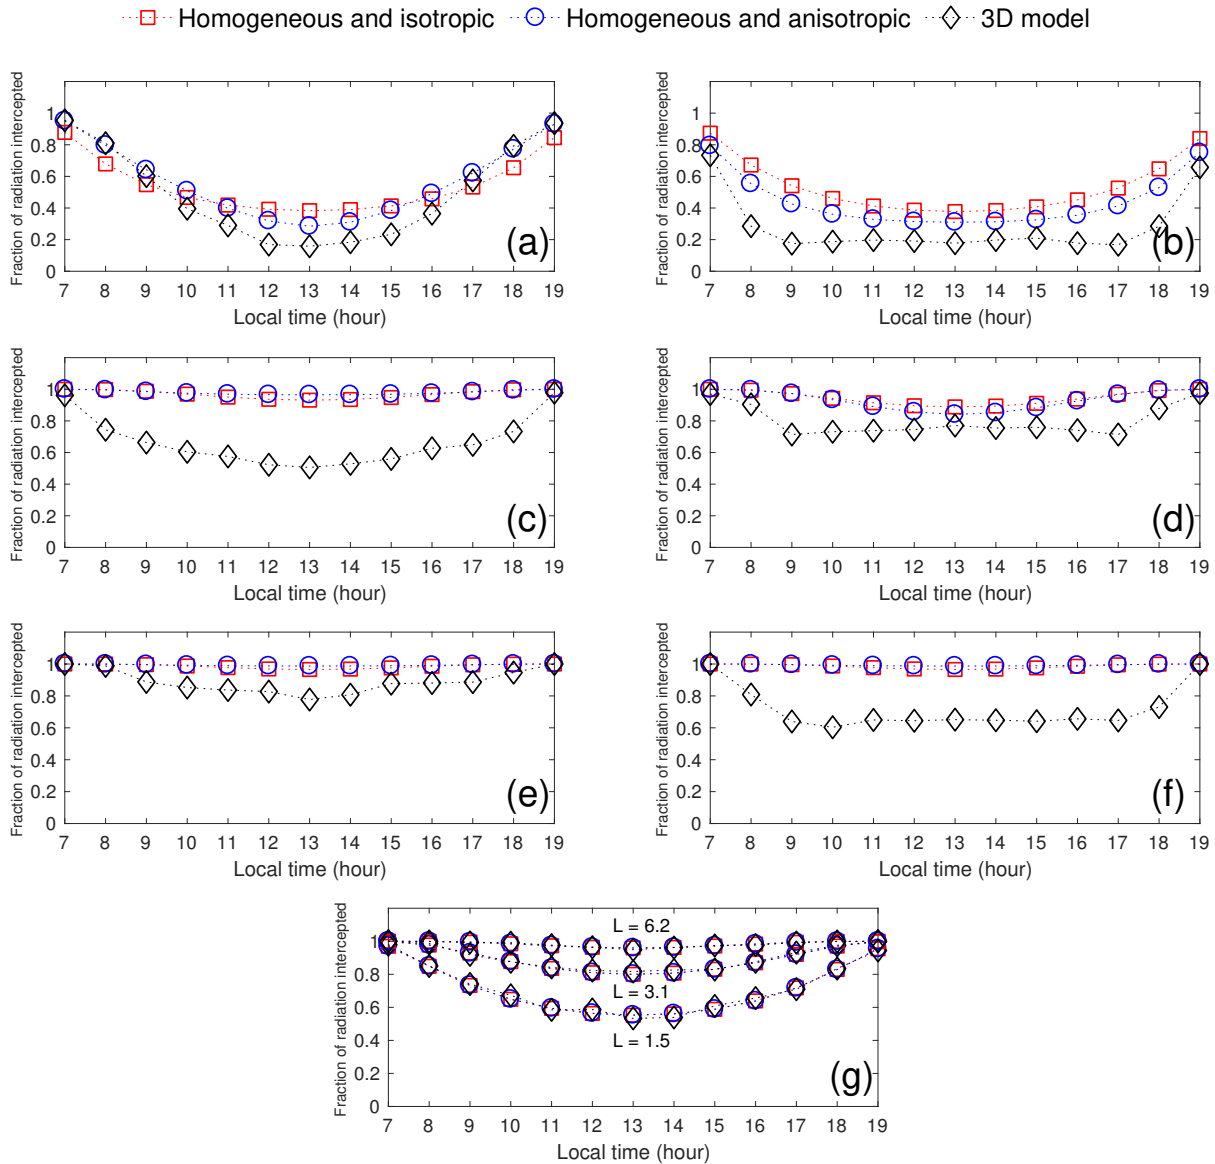 Homogeneous and isotropic Homogeneous and anisotropic 3D model
Fraction of radiation intercepted
1
0.8
0.6
0.4
0.2
0
(a)
7 8 9 10 11 12 13 14 15 16 17 18 19
Local time (hour)
Fraction of radiation intercepted
1
0.8
0.6
0.4
0.2
0
(b)
7 8 9 10 11 12 13 14 15 16 17 18 19
Local time (hour)
Fraction of radiation intercepted
1
0.8
0.6
0.4
0.2
0
(c)
7 8 9 10 11 12 13 14 15 16 17 18 19
Local time (hour)
Fraction of radiation intercepted
1
0.8
0.6
0.4
0.2
0
(d)
7 8 9 10 11 12 13 14 15 16 17 18 19
Local time (hour)
Fraction of radiation intercepted
1
0.8
0.6
0.4
0.2
0
(e)
7 8 9 10 11 12 13 14 15 16 17 18 19
Local time (hour)
Fraction of radiation intercepted
1
0.8
0.6
0.4
0.2
0
(f)
7 8 9 10 11 12 13 14 15 16 17 18 19
Local time (hour)
Fraction of radiation intercepted
1
0.8
0.6
0.4
0.2
0
L = 6.2
L = 3.1
L = 1.5
(g)
7 8 9 10 11 12 13 14 15 16 17 18 19
Local time (hour)